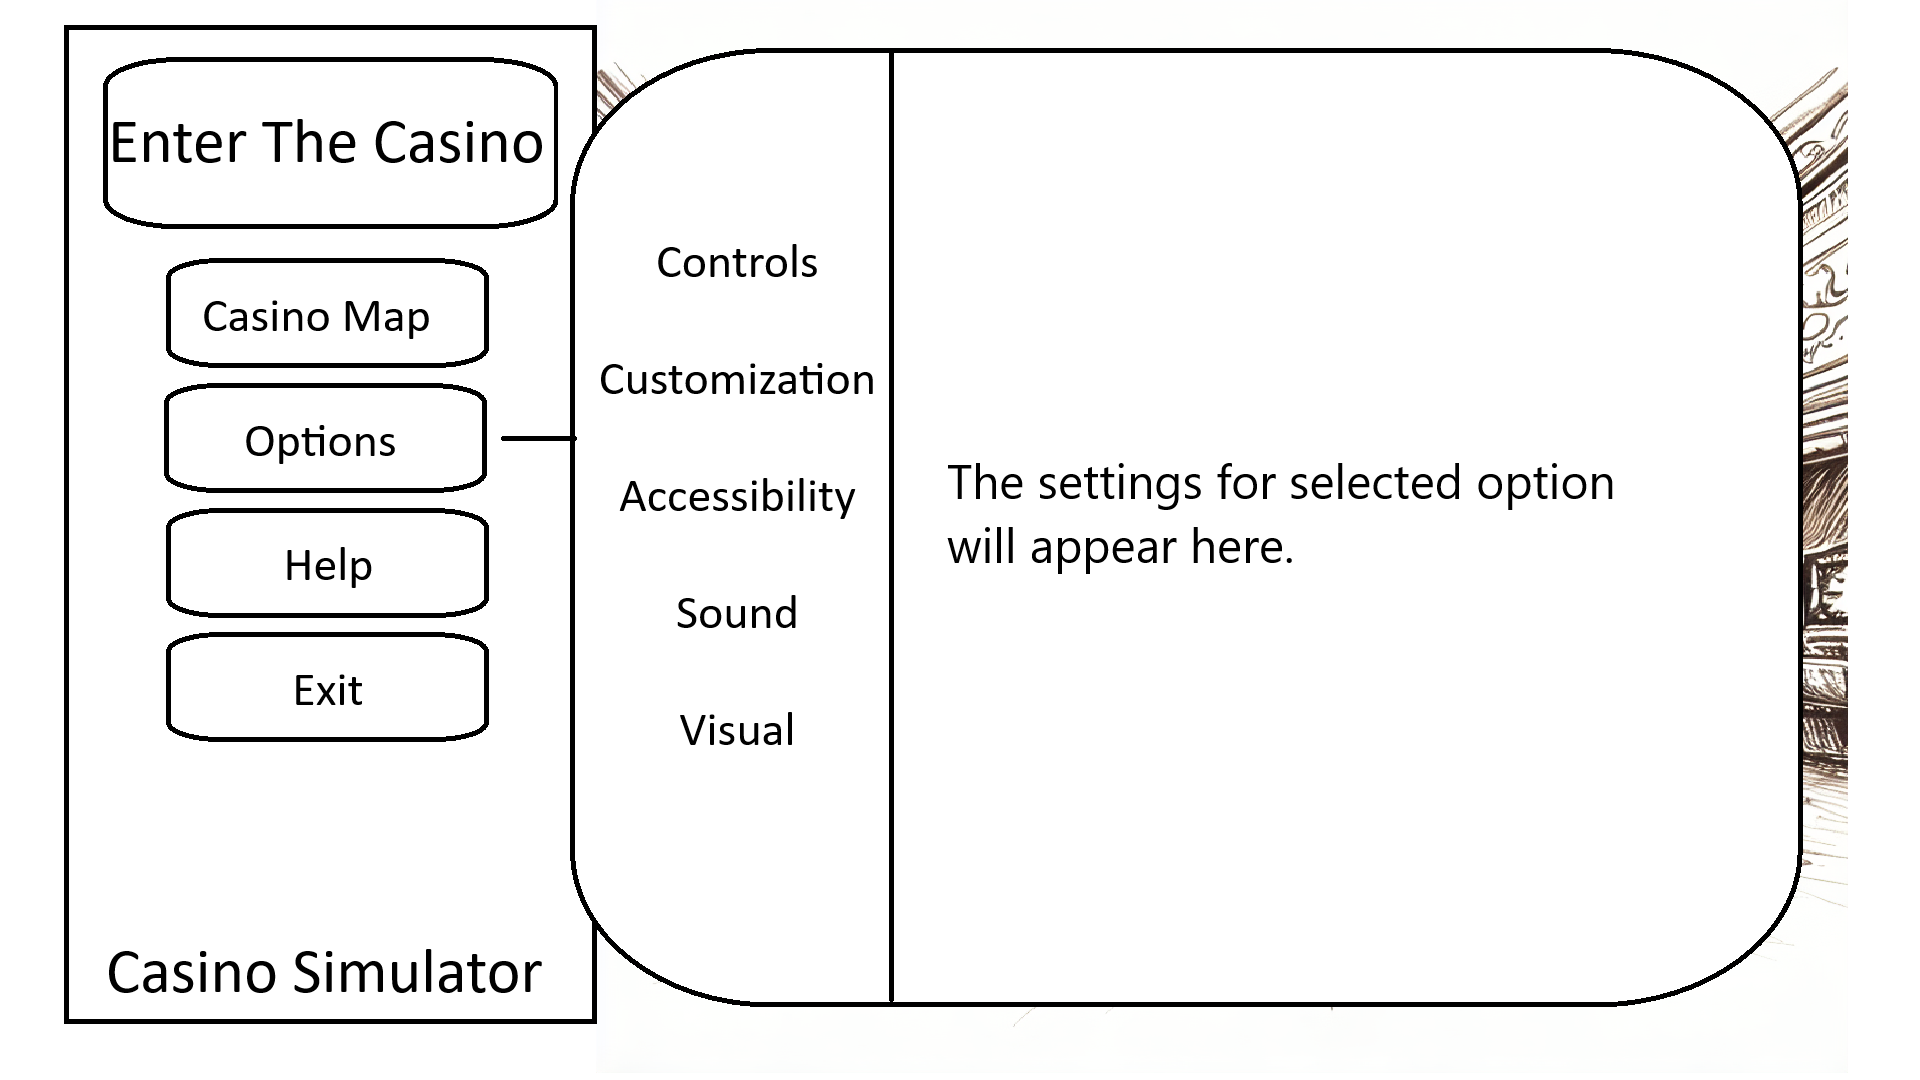 Enter The Casino
Casino Map
Options
Help
Exit
Casino Simulator
Controls
Customization
Accessibility
Sound
Visual
The settings for selected option
will appear here.